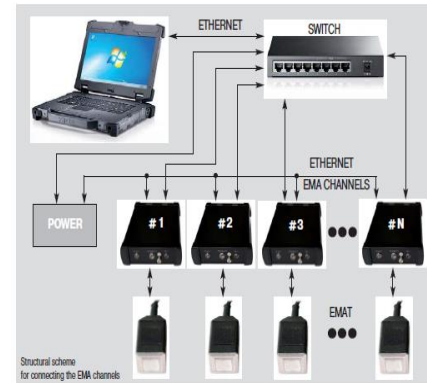 ETHERNET
SWITCH
ETHERNET
EMA CHANNELS
POWER
#1
#2
#3
#N
EMAT
Structural scheme
for connecting the EMA channels